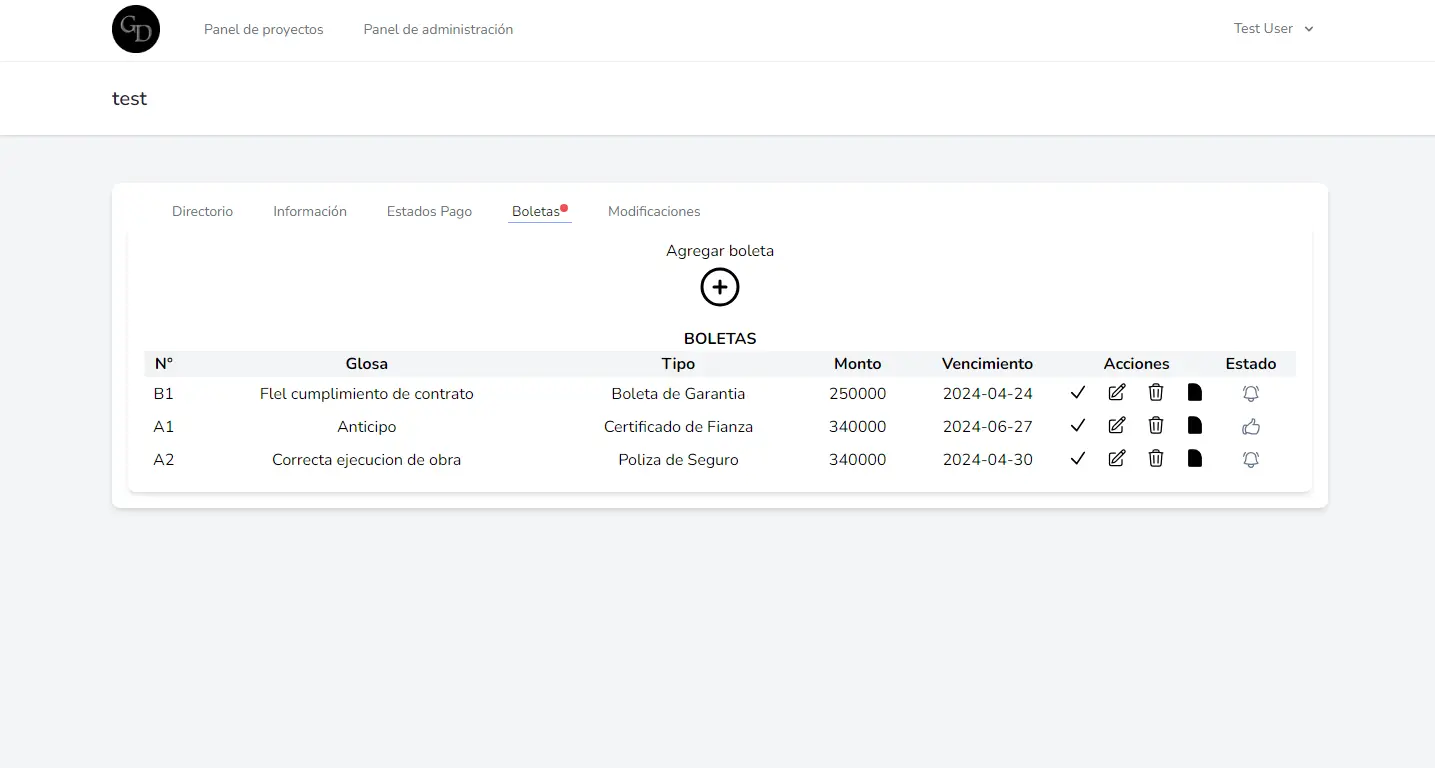 GD
Panel de proyectos Panel de administración Test User
test
Directorio Información Estados Pago Boletas Modificaciones
Agregar boleta
BOLETAS
N° Glosa Tipo Monto Vencimiento Acciones Estado
B1 FIel cumplimiento de contrato Boleta de Garantia 250000 2024-04-24
A1 Anticipo Certificado de Fianza 340000 2024-06-27
A2 Correcta ejecucion de obra Poliza de Seguro 340000 2024-04-30